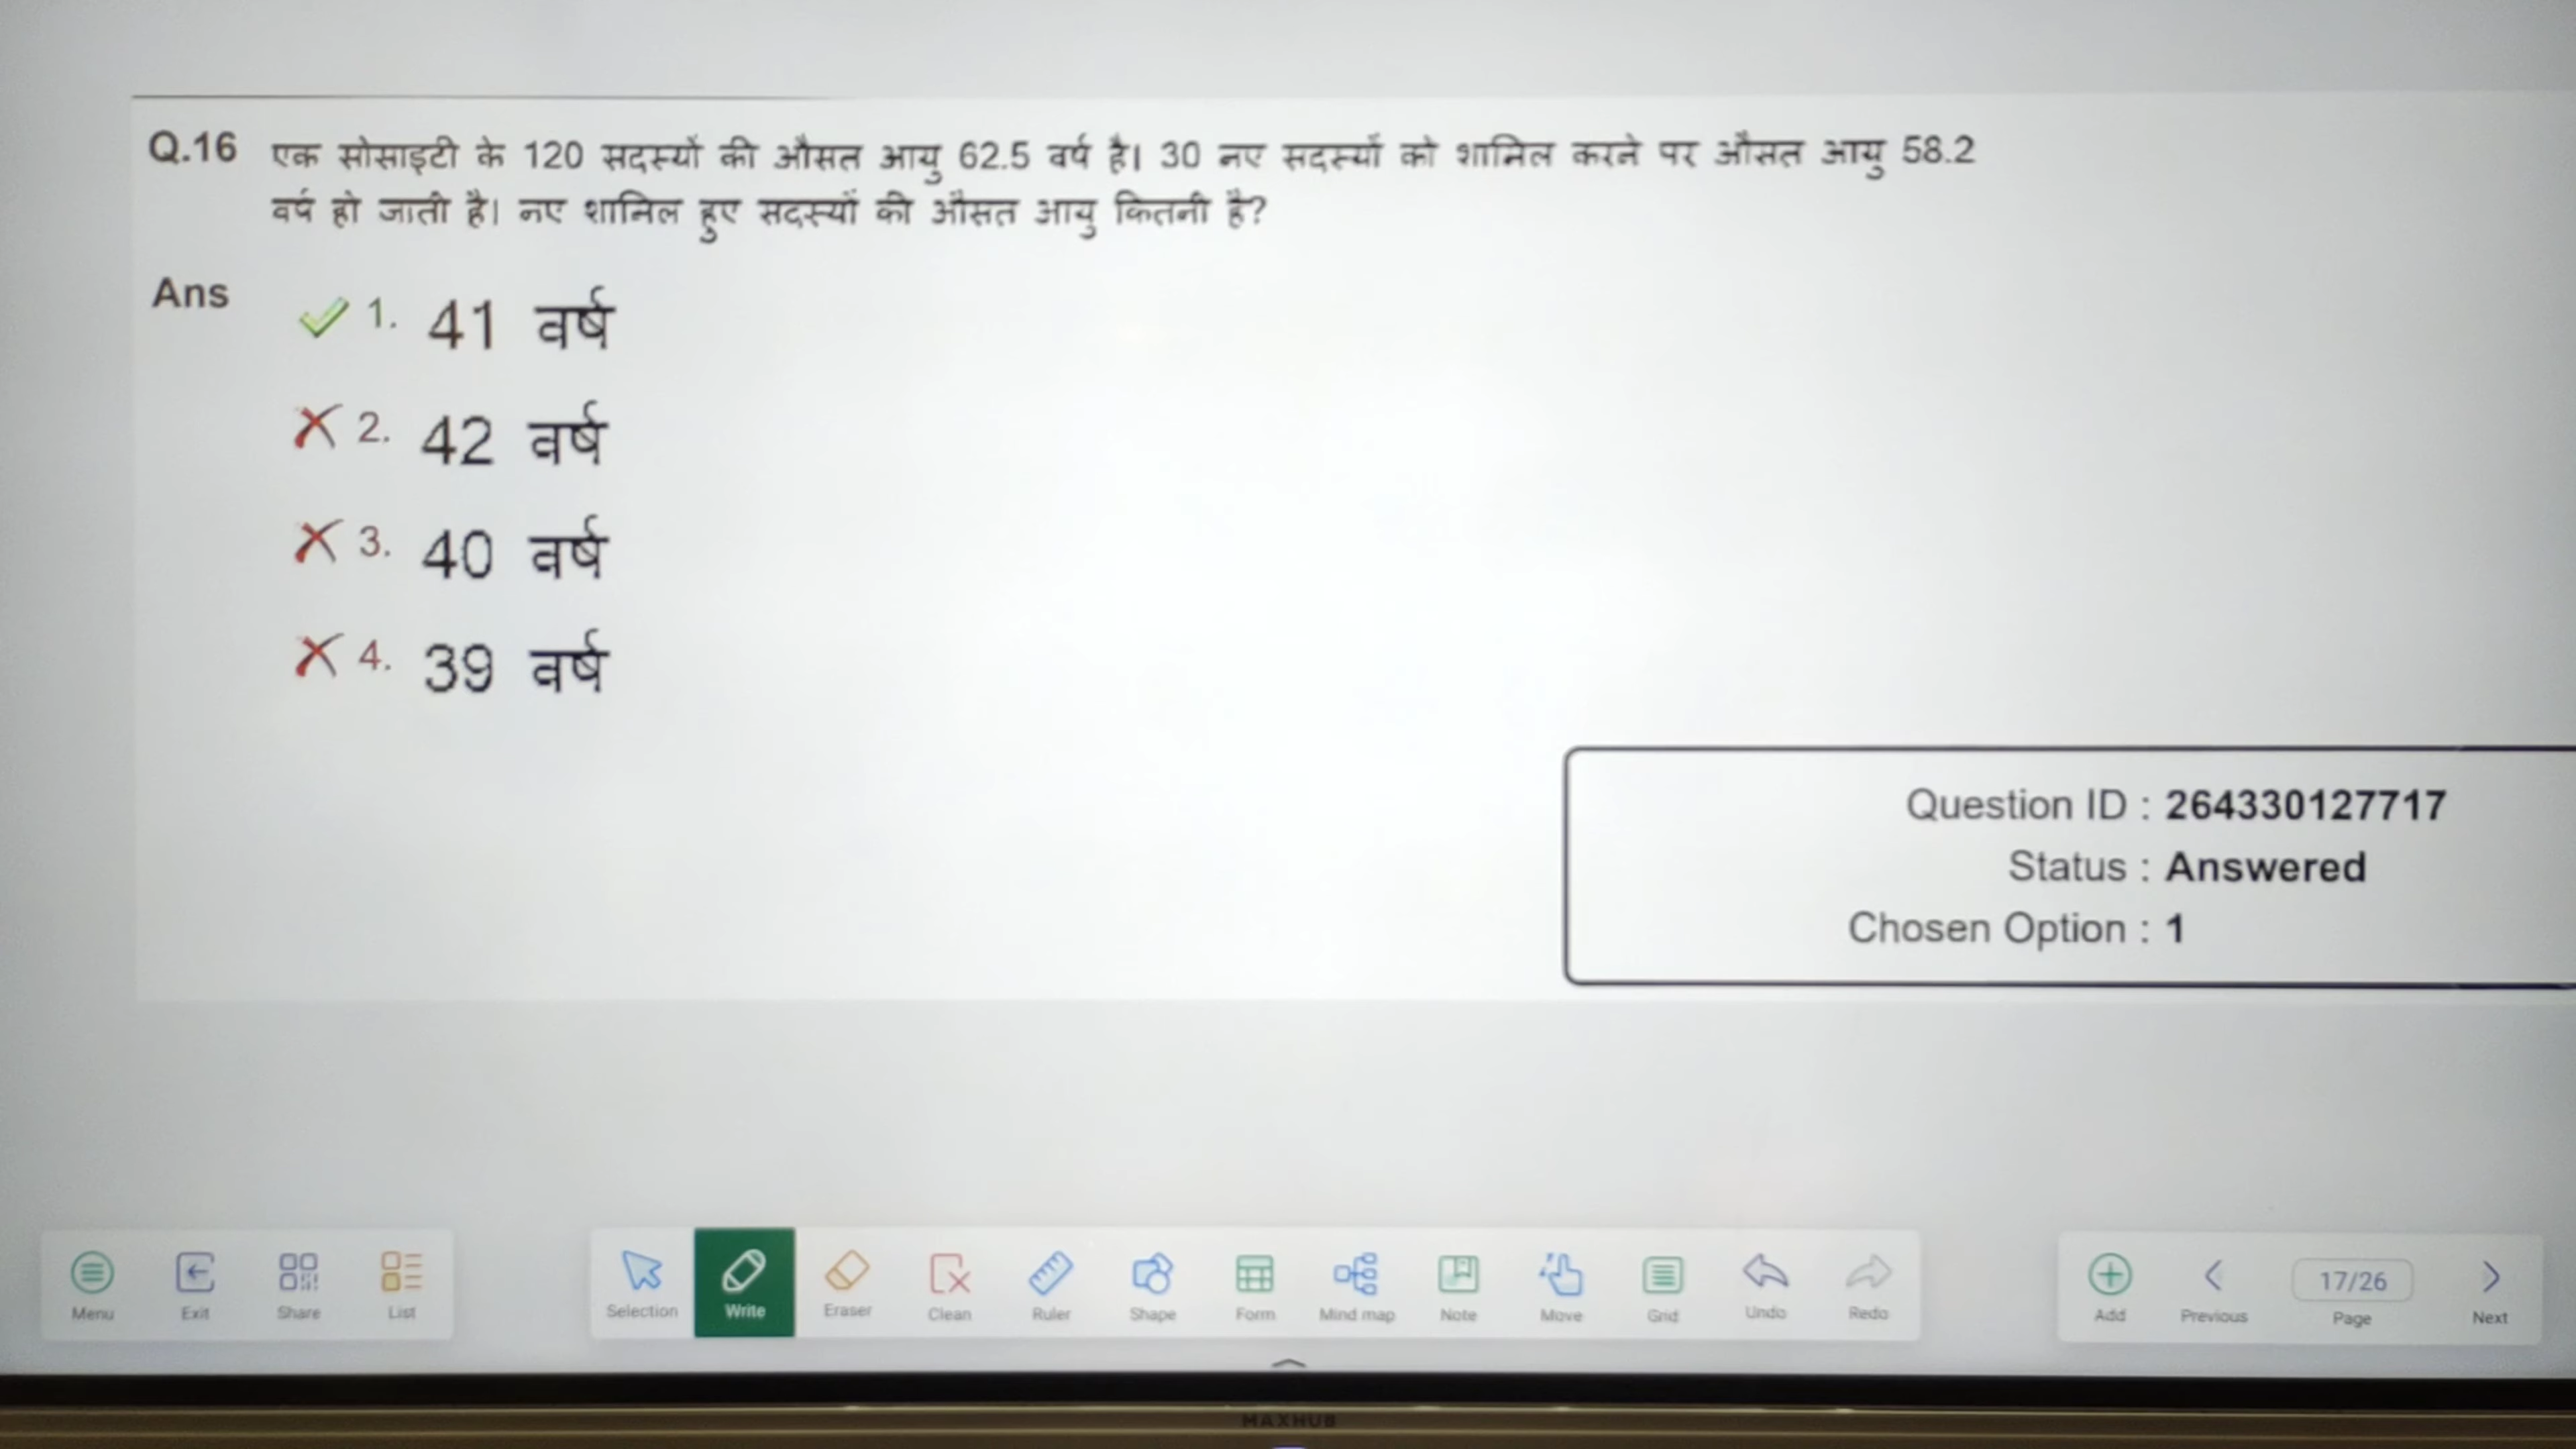 Q.16 एक सोसाइटी के 120 सदस्यों की औसत आयु 62.5 वर्ष है। 30 नए सदस्यों को शामिल करने पर औसत आयु 58.2
वर्ष हो जाती है। नए शामिल हुए सदस्यों की औसत आयु कितनी है?
Ans
1. 41 वर्ष
2. 42 वर्ष
3. 40 वर्ष
4. 39 वर्ष
Question ID : 264330127717
Status : Answered
Chosen Option : 1
Menu Exit Share List Selection Write Eraser Clean Ruler Shape Form Mind map Note Move Grid Undo Redo Add Previous 17/26 Page Next
MAXHUB